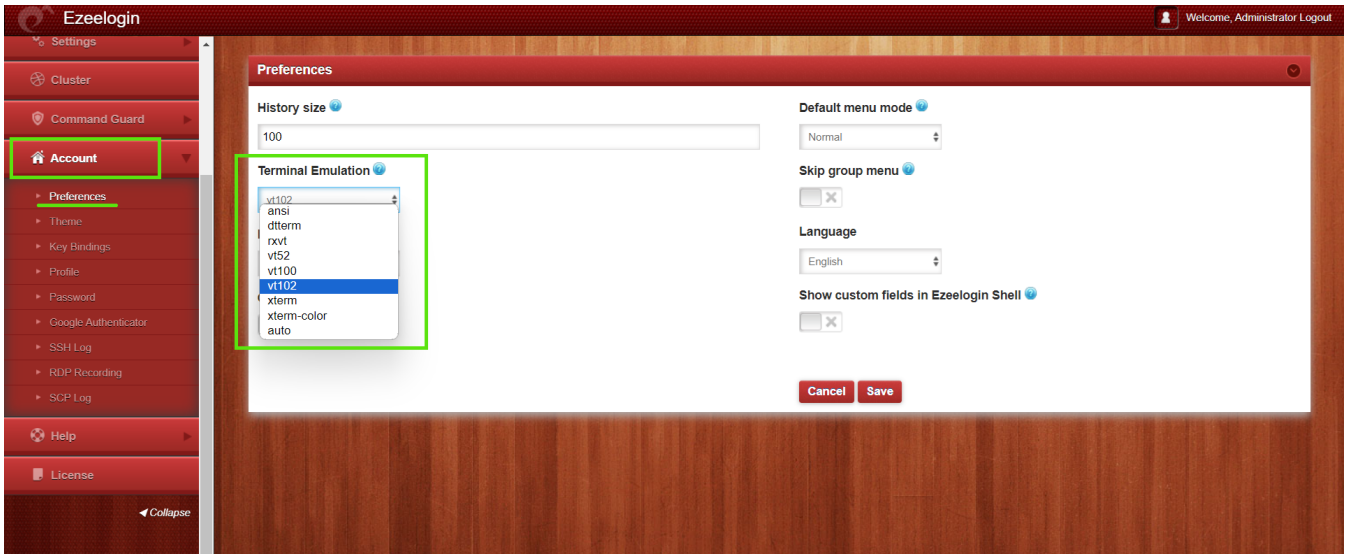 Ezeelogin
Welcome, Administrator Logout
Settings
Cluster
Command Guard
Account
Preferences
Theme
Key Bindings
Profile
Password
Google Authenticator
SSH Log
RDP Recording
SCP Log
Help
License
Collapse
Preferences
History size
100
Terminal Emulation
vt102
ansi
dtterm
rxvt
vt52
vt100
vt102
xterm
xterm-color
auto
Default menu mode
Normal
Skip group menu
Language
English
Show custom fields in Ezeelogin Shell
Cancel Save